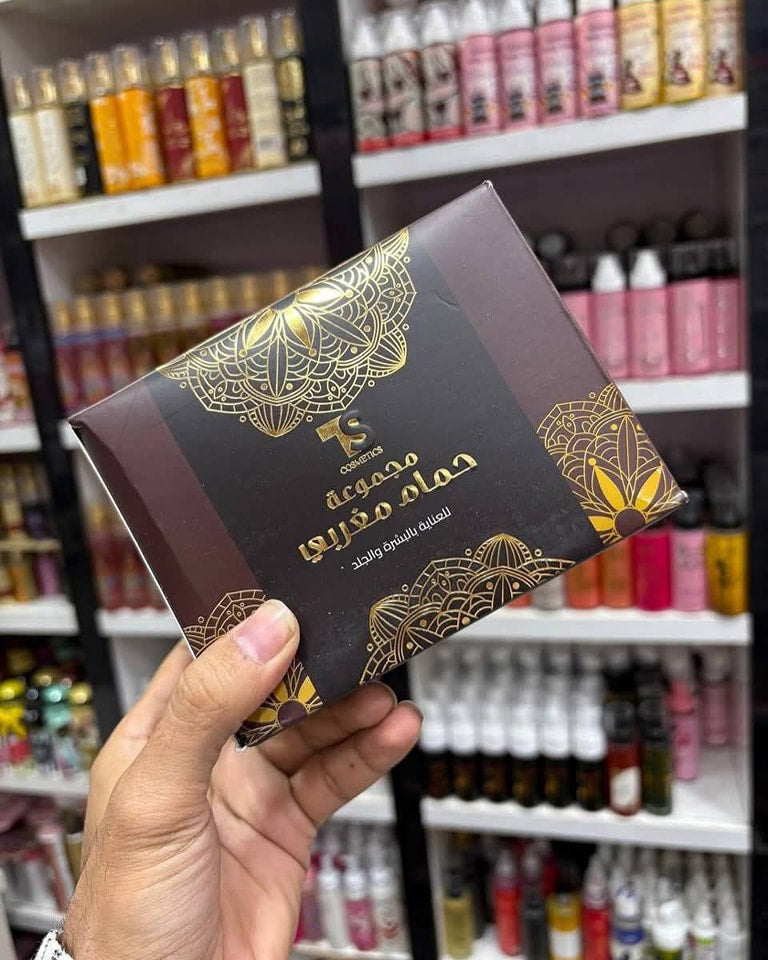 TS
COSMETICS
مجموعة
حمام مغربي
للعناية بالبشرة والجلد